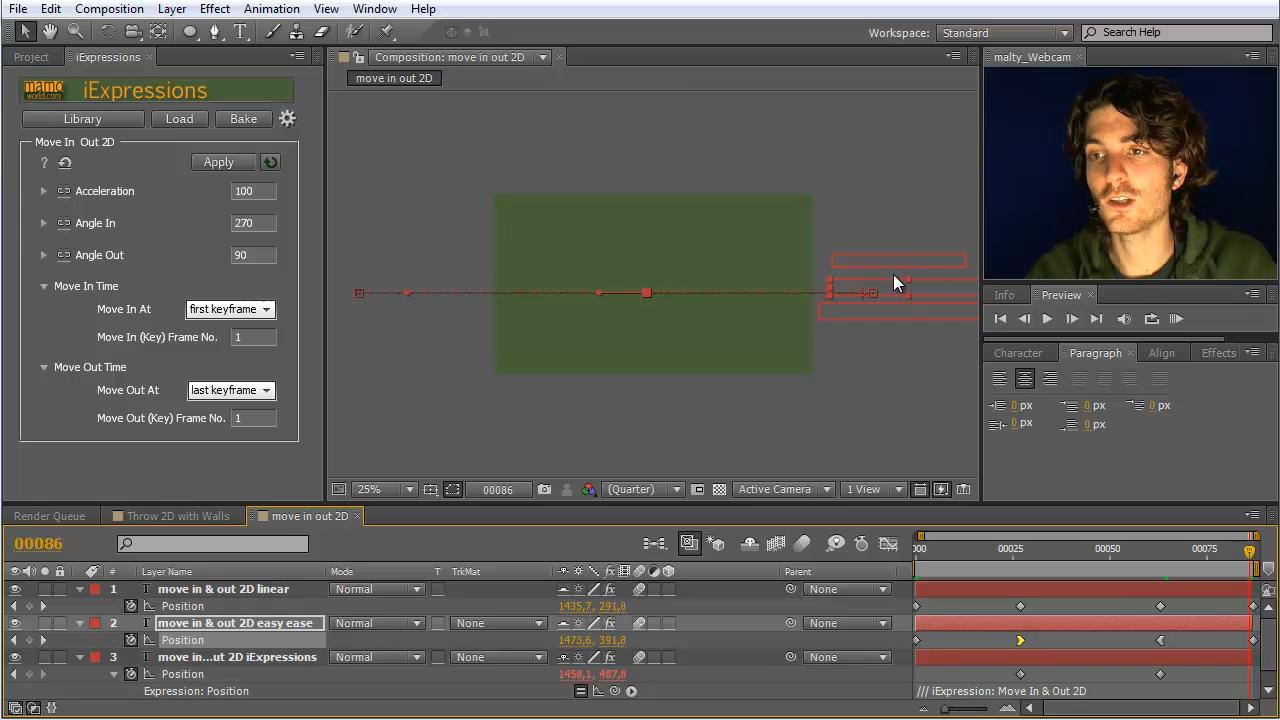 File Edit Composition Layer Effect Animation View Window Help
Workspace: Standard Search Help
Project iExpressions
Composition: move in out 2D
malty_Webcam
move in out 2D
mamo world.com iExpressions
Library Load Bake
Move In Out 2D
? Apply
Acceleration 100
Angle In 270
Angle Out 90
Move In Time
Move In At first keyframe
Move In (Key) Frame No. 1
Move Out Time
Move Out At last keyframe
Move Out (Key) Frame No. 1
Info Preview
Character Paragraph Align Effects
0 px 0 px 0 px
0 px 0 px
25% 00086 (Quarter) Active Camera 1 View
Render Queue Throw 2D with Walls move in out 2D
00086
000 00025 00050 00075
# Layer Name Mode T TrkMat Parent
1 T move in & out 2D linear Normal None
Position 1435,7, 291,8
2 T move in & out 2D easy ease Normal None None
Position 1473,6, 391,8
3 T move in...ut 2D iExpressions Normal None None
Position 1458,1, 487,8
Expression: Position /// iExpression: Move In & Out 2D